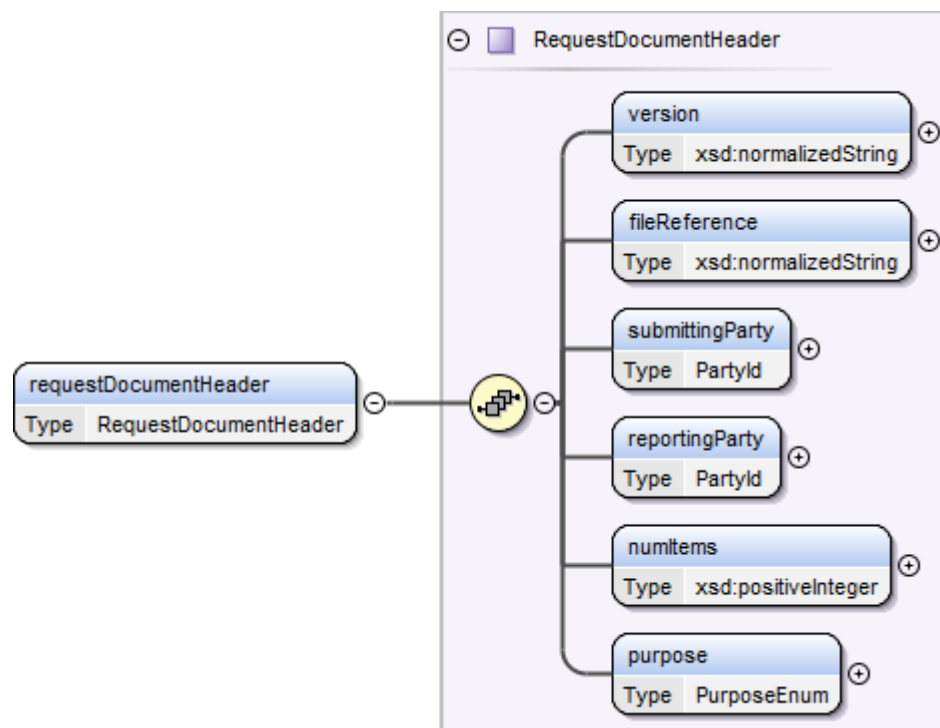 RequestDocumentHeader
version
Type xsd:normalizedString
fileReference
Type xsd:normalizedString
submittingParty
Type PartyId
requestDocumentHeader
Type RequestDocumentHeader
reportingParty
Type PartyId
numItems
Type xsd:positiveInteger
purpose
Type PurposeEnum